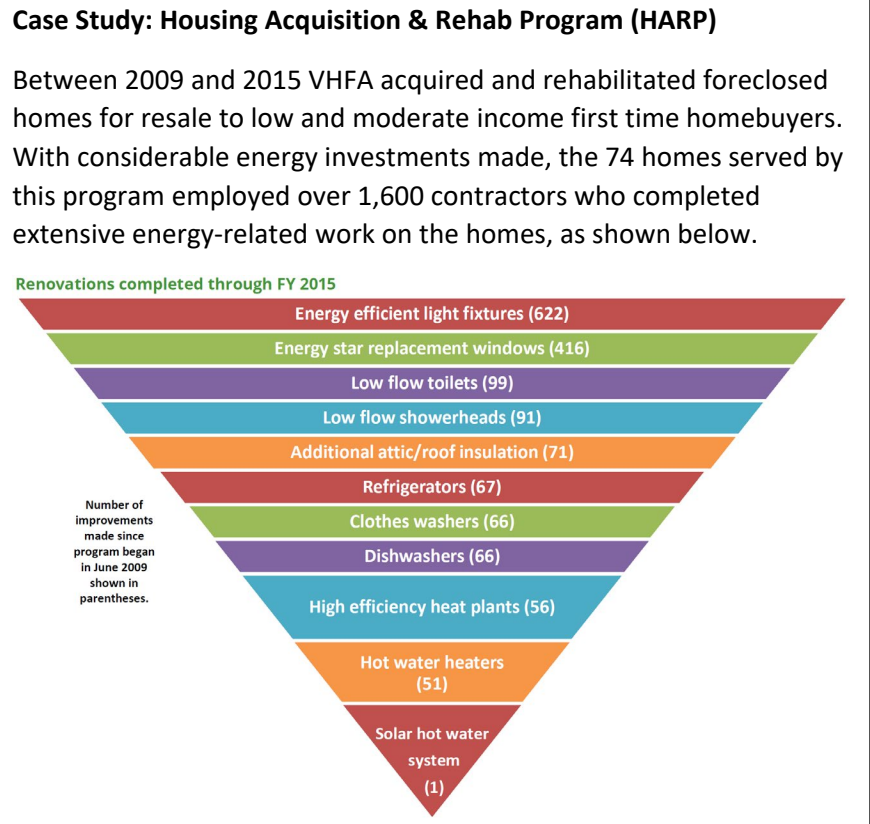 Case Study: Housing Acquisition & Rehab Program (HARP)
Between 2009 and 2015 VHFA acquired and rehabilitated foreclosed
homes for resale to low and moderate income first time homebuyers.
With considerable energy investments made, the 74 homes served by
this program employed over 1,600 contractors who completed
extensive energy-related work on the homes, as shown below.
Renovations completed through FY 2015
Energy efficient light fixtures (622)
Energy star replacement windows (416)
Low flow toilets (99)
Low flow showerheads (91)
Additional attic/roof insulation (71)
Refrigerators (67)
Clothes washers (66)
Dishwashers (66)
High efficiency heat plants (56)
Hot water heaters
(51)
Solar hot water
system
(1)
Number of
improvements
made since
program began
in June 2009
shown in
parentheses.